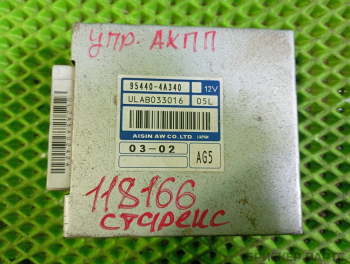 упр. АКПП
95440-4A340 12V
ULAB033016 05L
AISIN AW CO.,LTD. JAPAN
03-02 AG5
118166
старекс